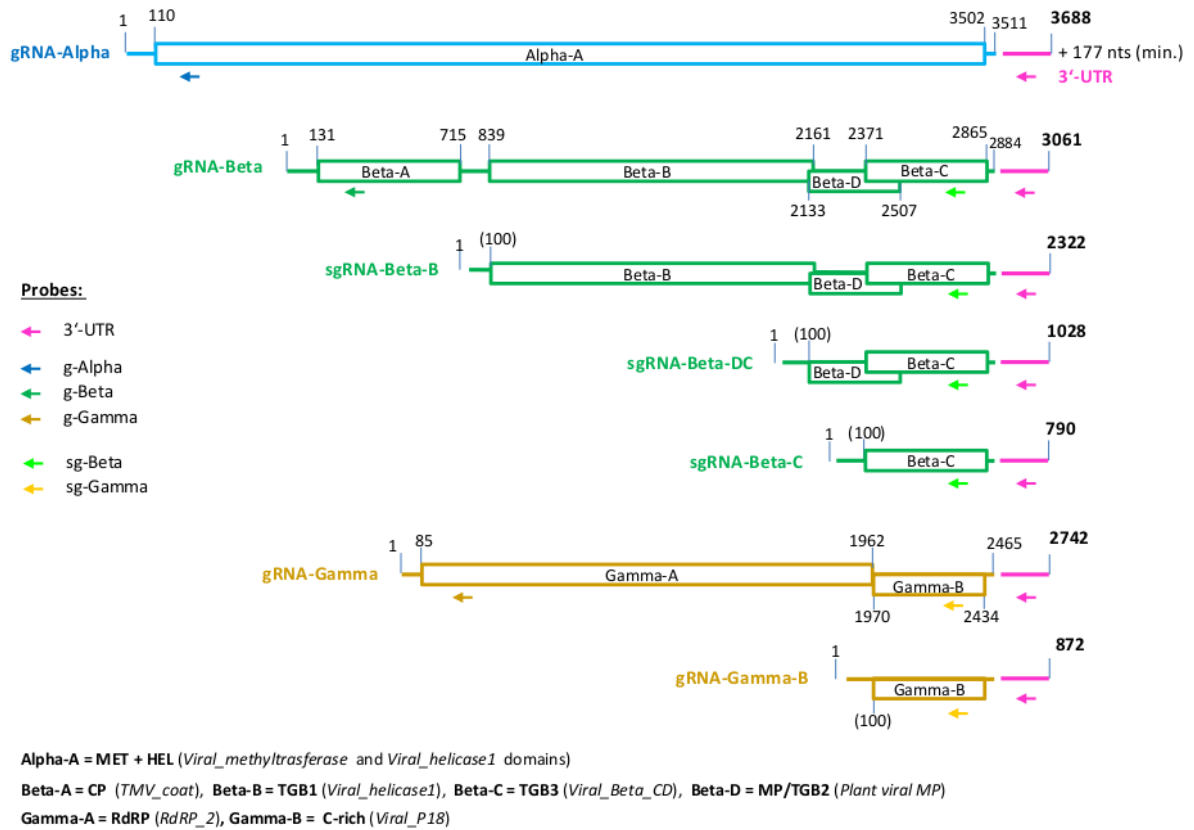 1 110 3502 3511 3688
gRNA-Alpha Alpha-A + 177 nts (min.)
3‘-UTR
1 131 715 839 2161 2371 2865 2884 3061
gRNA-Beta Beta-A Beta-B Beta-D Beta-C
2133 2507
1 (100) 2322
sgRNA-Beta-B Beta-B Beta-D Beta-C
Probes:
3‘-UTR
g-Alpha
g-Beta
g-Gamma
sg-Beta
sg-Gamma
1 (100) 1028
sgRNA-Beta-DC Beta-D Beta-C
1 (100) 790
sgRNA-Beta-C Beta-C
1 85 1962 2465 2742
gRNA-Gamma Gamma-A Gamma-B
1970 2434
1 872
gRNA-Gamma-B Gamma-B
(100)
Alpha-A = MET + HEL (Viral_methyltrasferase and Viral_helicase1 domains)
Beta-A = CP (TMV_coat), Beta-B = TGB1 (Viral_helicase1), Beta-C = TGB3 (Viral_Beta_CD), Beta-D = MP/TGB2 (Plant viral MP)
Gamma-A = RdRP (RdRP_2), Gamma-B = C-rich (Viral_P18)